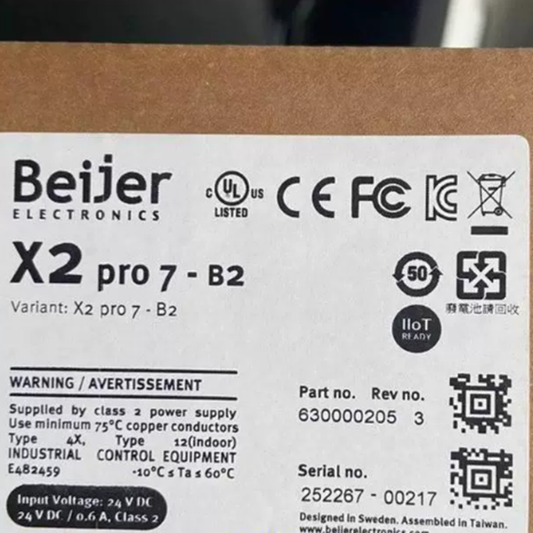 Beijer
ELECTRONICS
C UL US
LISTED
CE FC
X2 pro 7 - B2
Variant: X2 pro 7 - B2
50
廢電池請回收
IIoT
READY
WARNING / AVERTISSEMENT
Supplied by class 2 power supply
Use minimum 75°C copper conductors
Type 4X, Type 12(indoor)
INDUSTRIAL CONTROL EQUIPMENT
E482459 -10°C ≤ Ta ≤ 60°C
Input Voltage: 24 V DC
24 V DC / 0.6 A, Class 2
Part no. Rev no.
630000205 3
Serial no.
252267 - 00217
Designed in Sweden. Assembled in Taiwan.
www.beijerelectronics.com